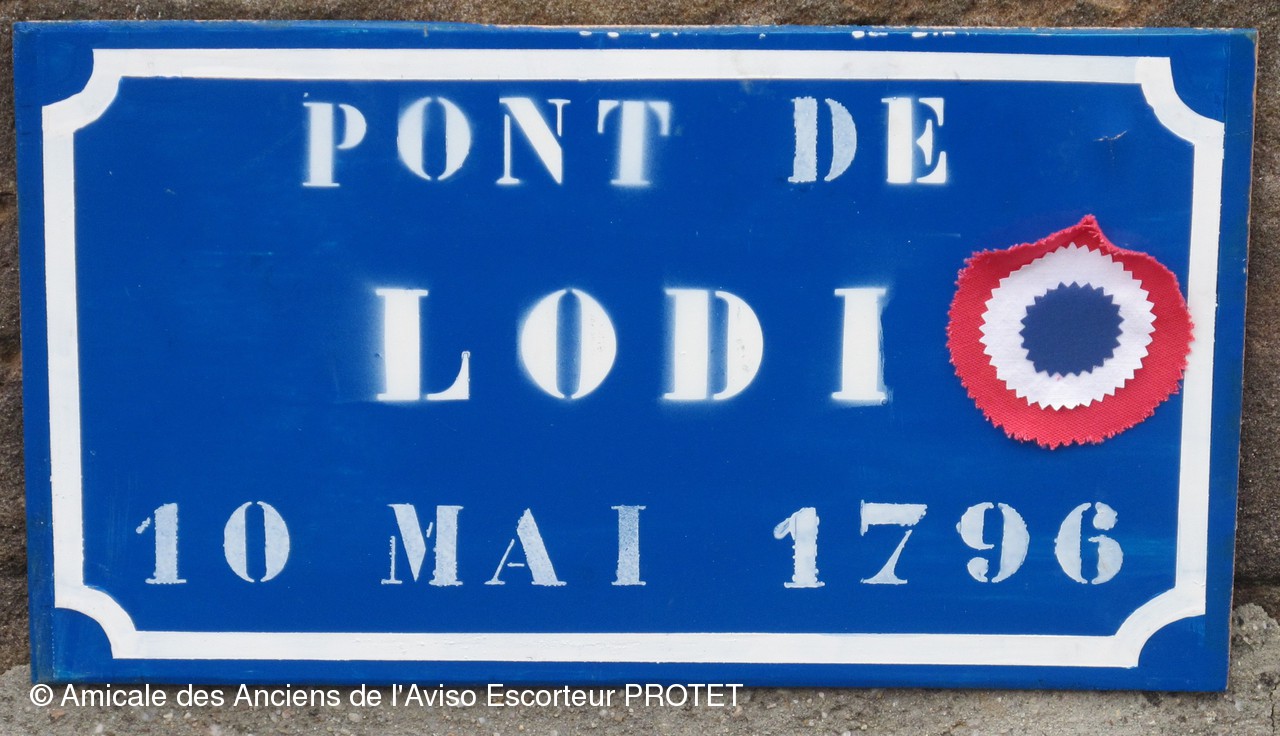 PONT DE
LODI
10 MAI 1796
© Amicale des Anciens de l'Aviso Escorteur PROTET